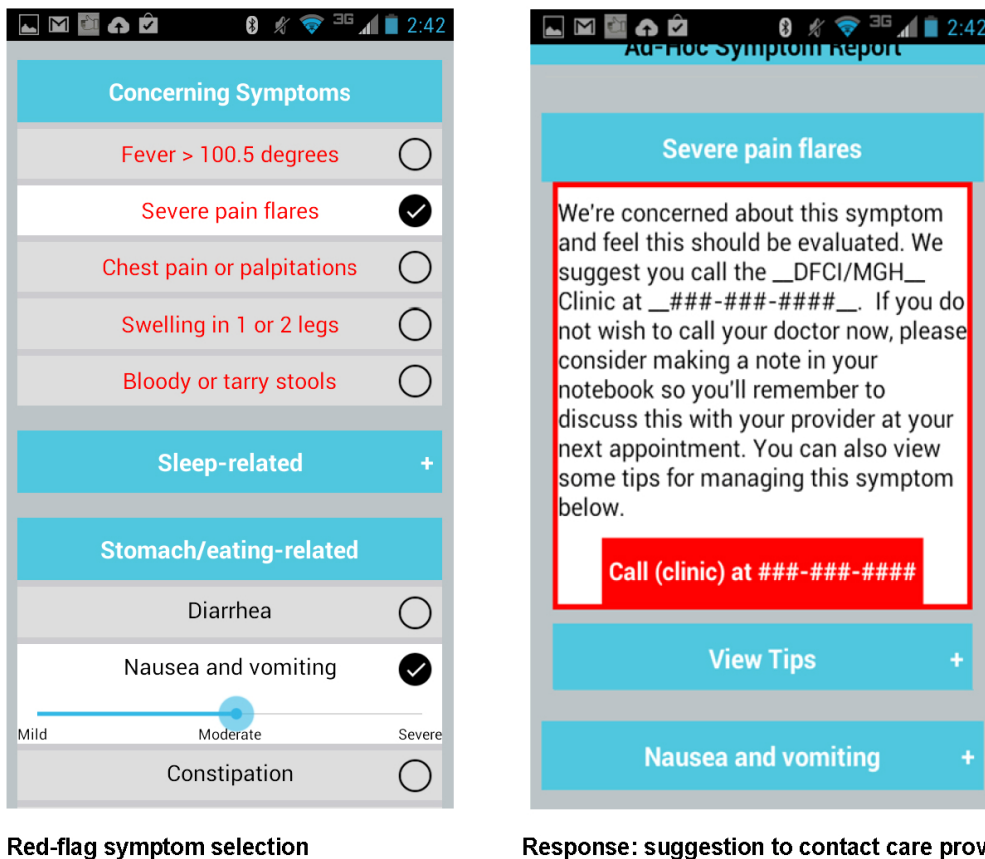 3G 2:42
Concerning Symptoms
Fever > 100.5 degrees
Severe pain flares
Chest pain or palpitations
Swelling in 1 or 2 legs
Bloody or tarry stools
Sleep-related +
Stomach/eating-related
Diarrhea
Nausea and vomiting
Mild Moderate Severe
Constipation
Red-flag symptom selection
3G 2:42
Ad-Hoc Symptom Report
Severe pain flares
We're concerned about this symptom
and feel this should be evaluated. We
suggest you call the __DFCI/MGH__
Clinic at __###-###-####__. If you do
not wish to call your doctor now, please
consider making a note in your
notebook so you'll remember to
discuss this with your provider at your
next appointment. You can also view
some tips for managing this symptom
below.
Call (clinic) at ###-###-####
View Tips +
Nausea and vomiting +
Response: suggestion to contact care prov